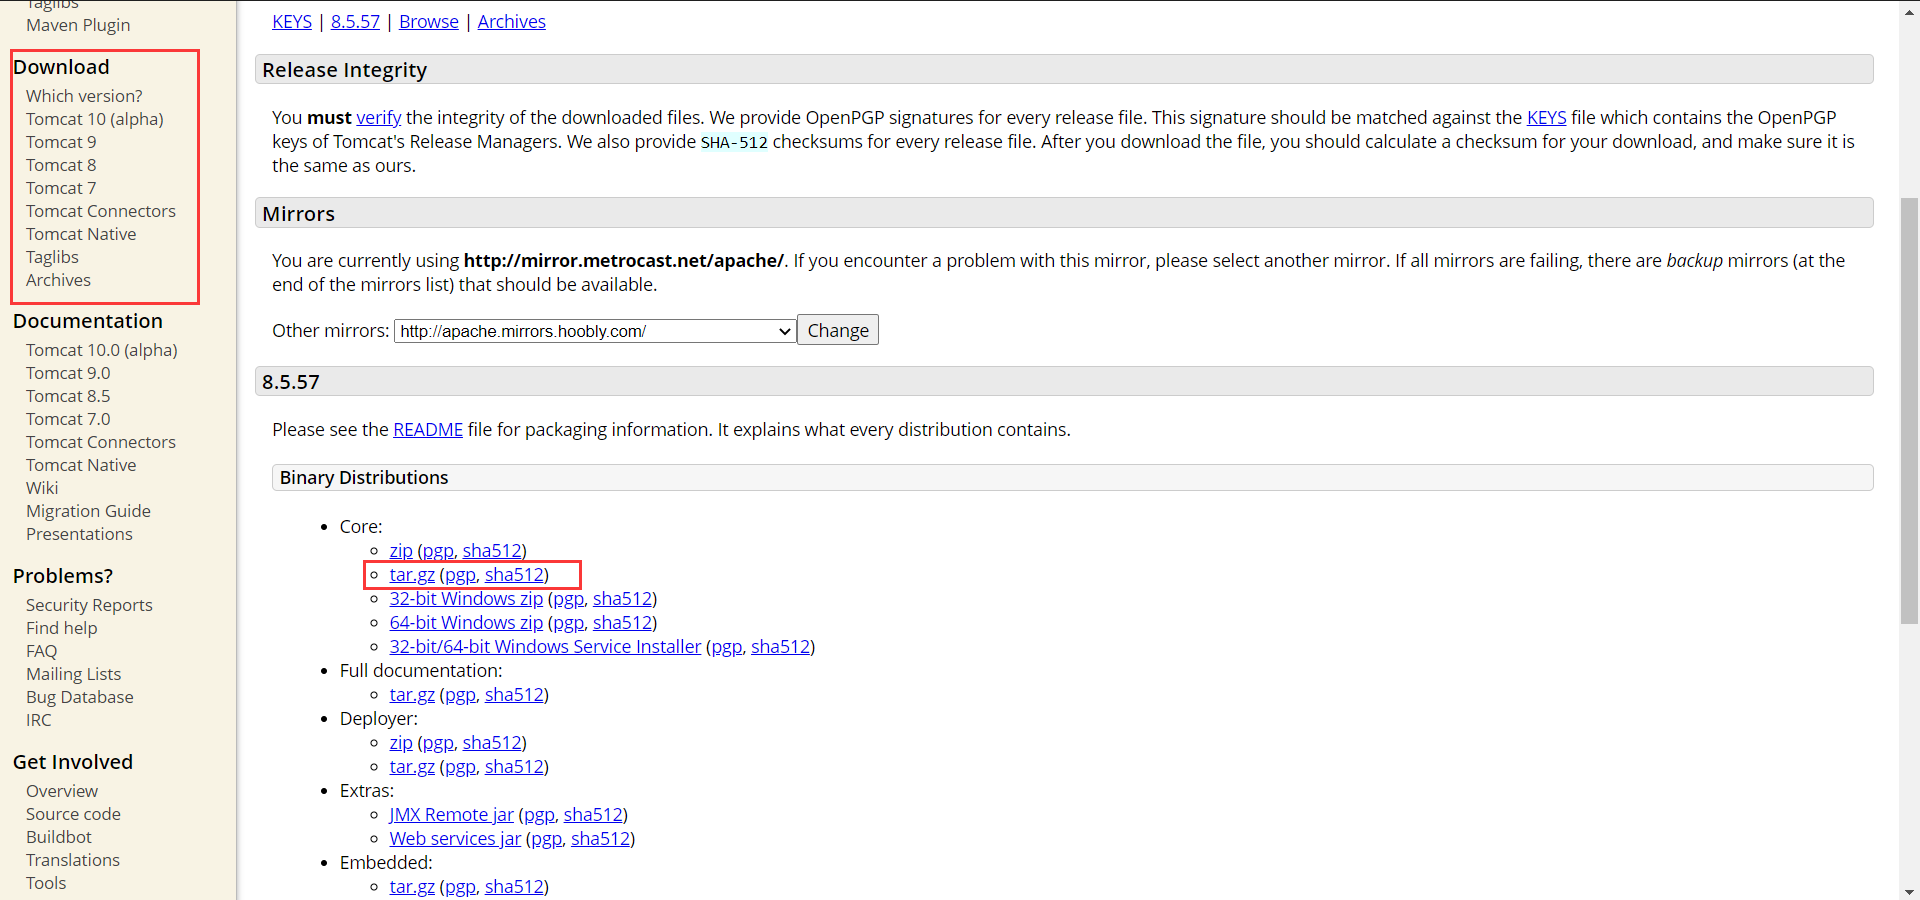 Taglibs
Maven Plugin
Download
Which version?
Tomcat 10 (alpha)
Tomcat 9
Tomcat 8
Tomcat 7
Tomcat Connectors
Tomcat Native
Taglibs
Archives
Documentation
Tomcat 10.0 (alpha)
Tomcat 9.0
Tomcat 8.5
Tomcat 7.0
Tomcat Connectors
Tomcat Native
Wiki
Migration Guide
Presentations
Problems?
Security Reports
Find help
FAQ
Mailing Lists
Bug Database
IRC
Get Involved
Overview
Source code
Buildbot
Translations
Tools
KEYS | 8.5.57 | Browse | Archives
Release Integrity
You must verify the integrity of the downloaded files. We provide OpenPGP signatures for every release file. This signature should be matched against the KEYS file which contains the OpenPGP
keys of Tomcat's Release Managers. We also provide SHA-512 checksums for every release file. After you download the file, you should calculate a checksum for your download, and make sure it is
the same as ours.
Mirrors
You are currently using http://mirror.metrocast.net/apache/. If you encounter a problem with this mirror, please select another mirror. If all mirrors are failing, there are backup mirrors (at the
end of the mirrors list) that should be available.
Other mirrors: http://apache.mirrors.hoobly.com/ Change
8.5.57
Please see the README file for packaging information. It explains what every distribution contains.
Binary Distributions
• Core:
zip (pgp, sha512)
tar.gz (pgp, sha512)
32-bit Windows zip (pgp, sha512)
64-bit Windows zip (pgp, sha512)
32-bit/64-bit Windows Service Installer (pgp, sha512)
• Full documentation:
tar.gz (pgp, sha512)
• Deployer:
zip (pgp, sha512)
tar.gz (pgp, sha512)
• Extras:
JMX Remote jar (pgp, sha512)
Web services jar (pgp, sha512)
• Embedded:
tar.gz (pgp, sha512)